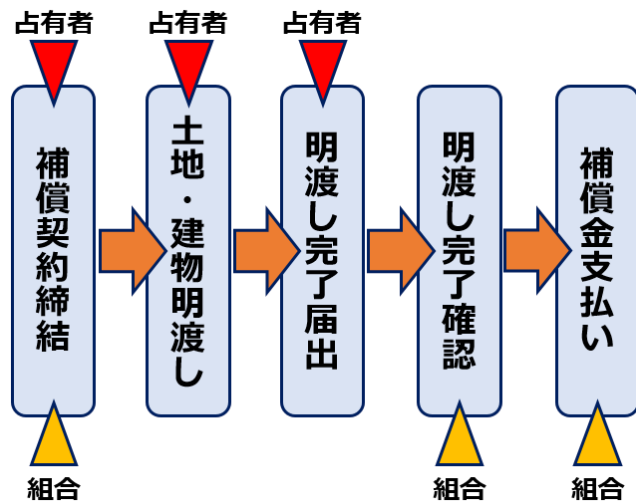 占有者
占有者
占有者
補償契約締結
土地・建物明渡し
明渡し完了届出
明渡し完了確認
補償金支払い
組合
組合
組合